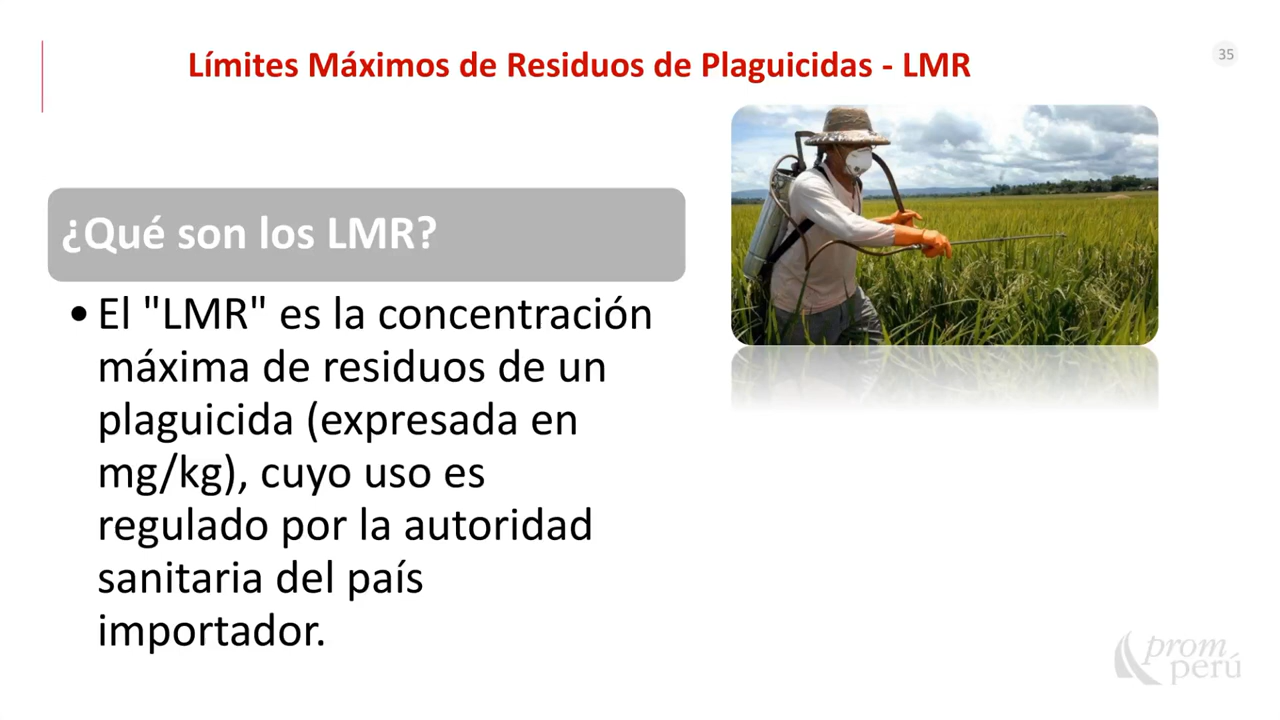 Límites Máximos de Residuos de Plaguicidas - LMR
35
¿Qué son los LMR?
• El "LMR" es la concentración
máxima de residuos de un
plaguicida (expresada en
mg/kg), cuyo uso es
regulado por la autoridad
sanitaria del país
importador.
prom
perú